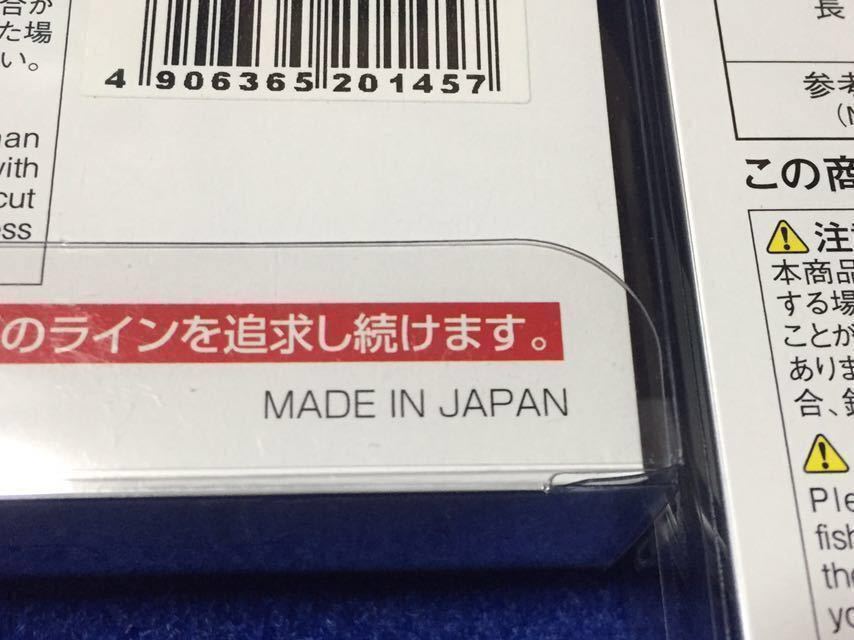 合が
た場
い。
4 906365 201457
man
with
cut
ess
のラインを追求し続けます。
MADE IN JAPAN
長
参考
(N
この商
注意
本商品
する場
ことが
ありま
合、
Ple
fish
the
yo